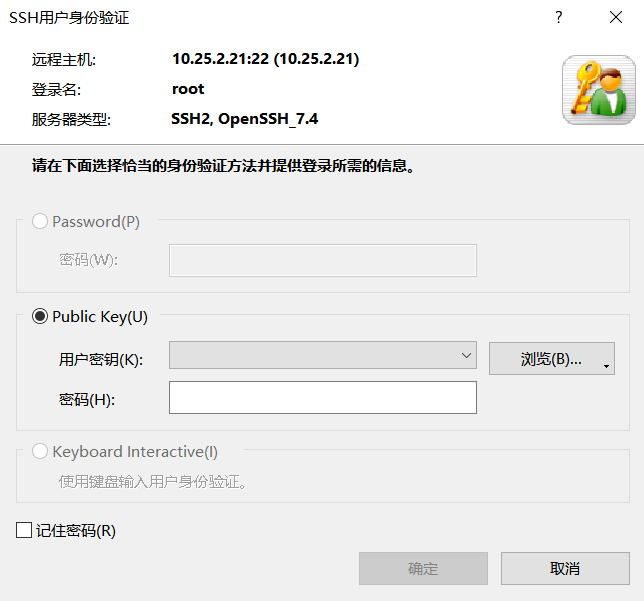 SSH用户身份验证
远程主机: 10.25.2.21:22 (10.25.2.21)
登录名: root
服务器类型: SSH2, OpenSSH_7.4
请在下面选择恰当的身份验证方法并提供登录所需的信息。
Password(P)
密码(W):
Public Key(U)
用户密钥(K): 浏览(B)...
密码(H):
Keyboard Interactive(I)
使用键盘输入用户身份验证。
记住密码(R)
确定 取消